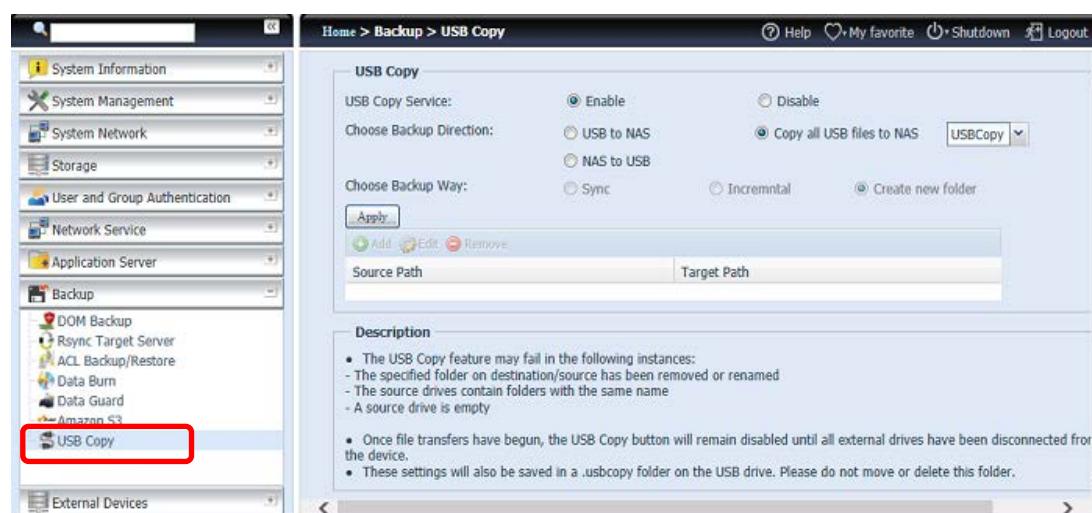 Home > Backup > USB Copy
Help My favorite Shutdown Logout
System Information
System Management
System Network
Storage
User and Group Authentication
Network Service
Application Server
Backup
DOM Backup
Rsync Target Server
ACL Backup/Restore
Data Burn
Data Guard
Amazon S3
USB Copy
External Devices
USB Copy
USB Copy Service: Enable Disable
Choose Backup Direction: USB to NAS Copy all USB files to NAS USBCopy
NAS to USB
Choose Backup Way: Sync Incremntal Create new folder
Apply
Add Edit Remove
Source Path Target Path
Description
• The USB Copy feature may fail in the following instances:
- The specified folder on destination/source has been removed or renamed
- The source drives contain folders with the same name
- A source drive is empty
• Once file transfers have begun, the USB Copy button will remain disabled until all external drives have been disconnected from
the device.
• These settings will also be saved in a .usbcopy folder on the USB drive. Please do not move or delete this folder.